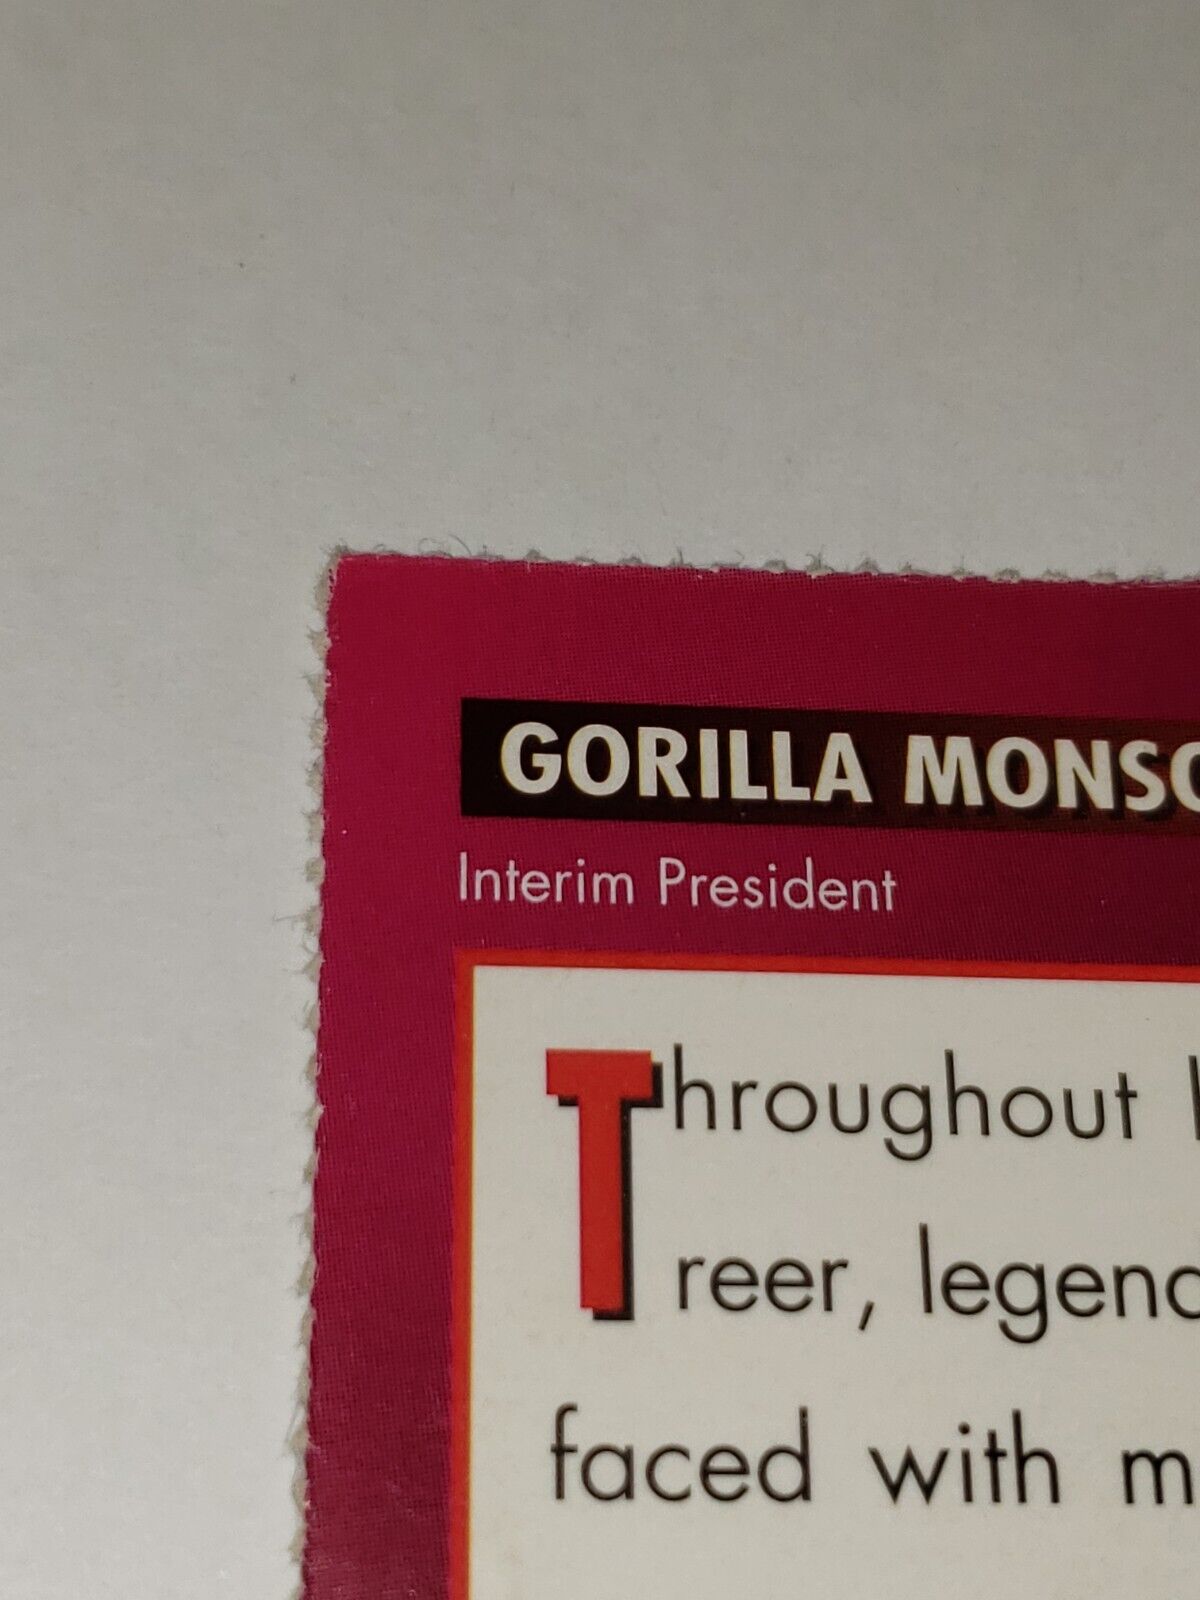 GORILLA MONSO
Interim President
Throughout
reer, legend
faced with m